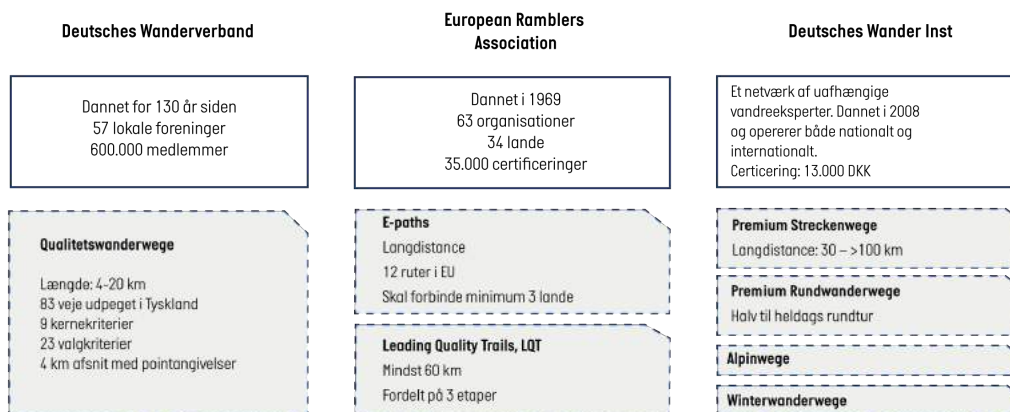 Deutsches Wanderverband
Dannet for 130 år siden
57 lokale foreninger
600.000 medlemmer
Qualitetswanderwege
Længde: 4-20 km
83 veje udpeget i Tyskland
9 kernekriterier
23 valgkriterier
4 km afsnit med pointangivelser
European Ramblers
Association
Dannet i 1969
63 organisationer
34 lande
35.000 certificeringer
E-paths
Langdistance
12 ruter i EU
Skal forbinde minimum 3 lande
Leading Quality Trails, LQT
Mindst 60 km
Fordelt på 3 etaper
Deutsches Wander Inst
Et netværk af uafhængige
vandreeksperter. Dannet i 2008
og opererer både nationalt og
internationalt.
Certicering: 13.000 DKK
Premium Streckenwege
Langdistance: 30 – >100 km
Premium Rundwanderwege
Halv til heldags rundtur
Alpinwege
Winterwanderwege